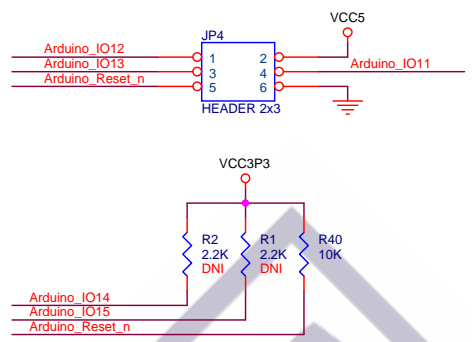 VCC5
JP4
Arduino_IO12
1
2
Arduino_IO13
3
4
Arduino_IO11
Arduino_Reset_n
5
6
HEADER 2x3
VCC3P3
R2
R1
R40
2.2K
2.2K
10K
DNI
DNI
Arduino_IO14
Arduino_IO15
Arduino_Reset_n